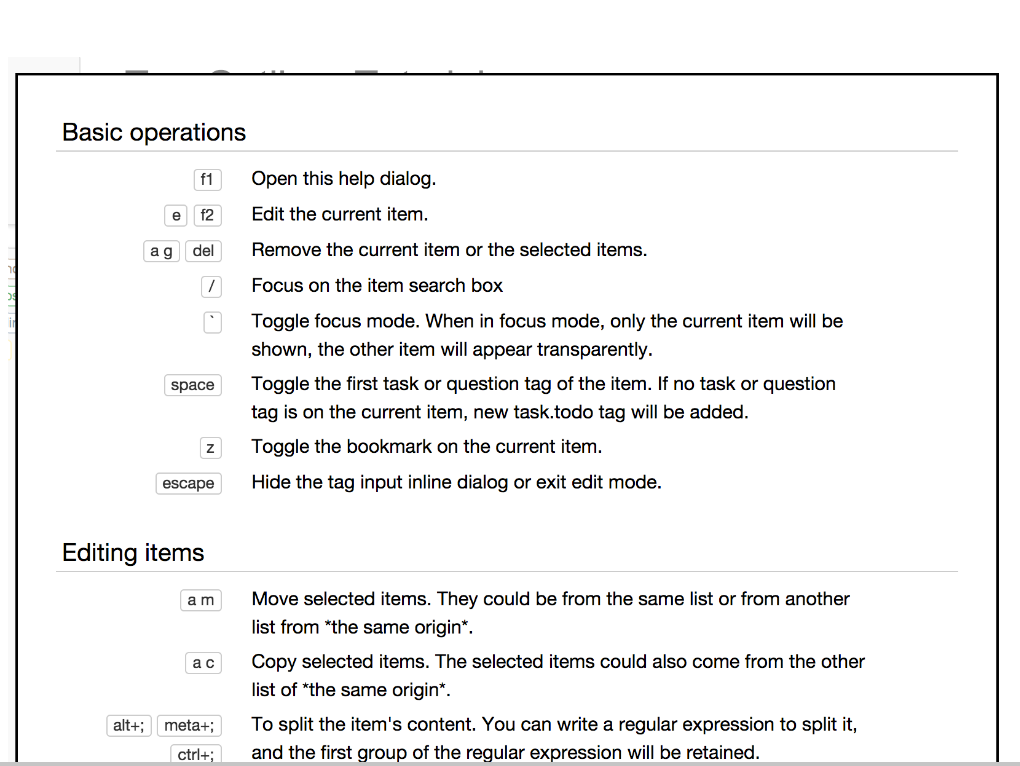 Basic operations
f1 Open this help dialog.
e f2 Edit the current item.
a g del Remove the current item or the selected items.
/ Focus on the item search box
` Toggle focus mode. When in focus mode, only the current item will be
shown, the other item will appear transparently.
space Toggle the first task or question tag of the item. If no task or question
tag is on the current item, new task.todo tag will be added.
z Toggle the bookmark on the current item.
escape Hide the tag input inline dialog or exit edit mode.
Editing items
a m Move selected items. They could be from the same list or from another
list from *the same origin*.
a c Copy selected items. The selected items could also come from the other
list of *the same origin*.
alt+; meta+; To split the item's content. You can write a regular expression to split it,
ctrl+; and the first group of the regular expression will be retained.